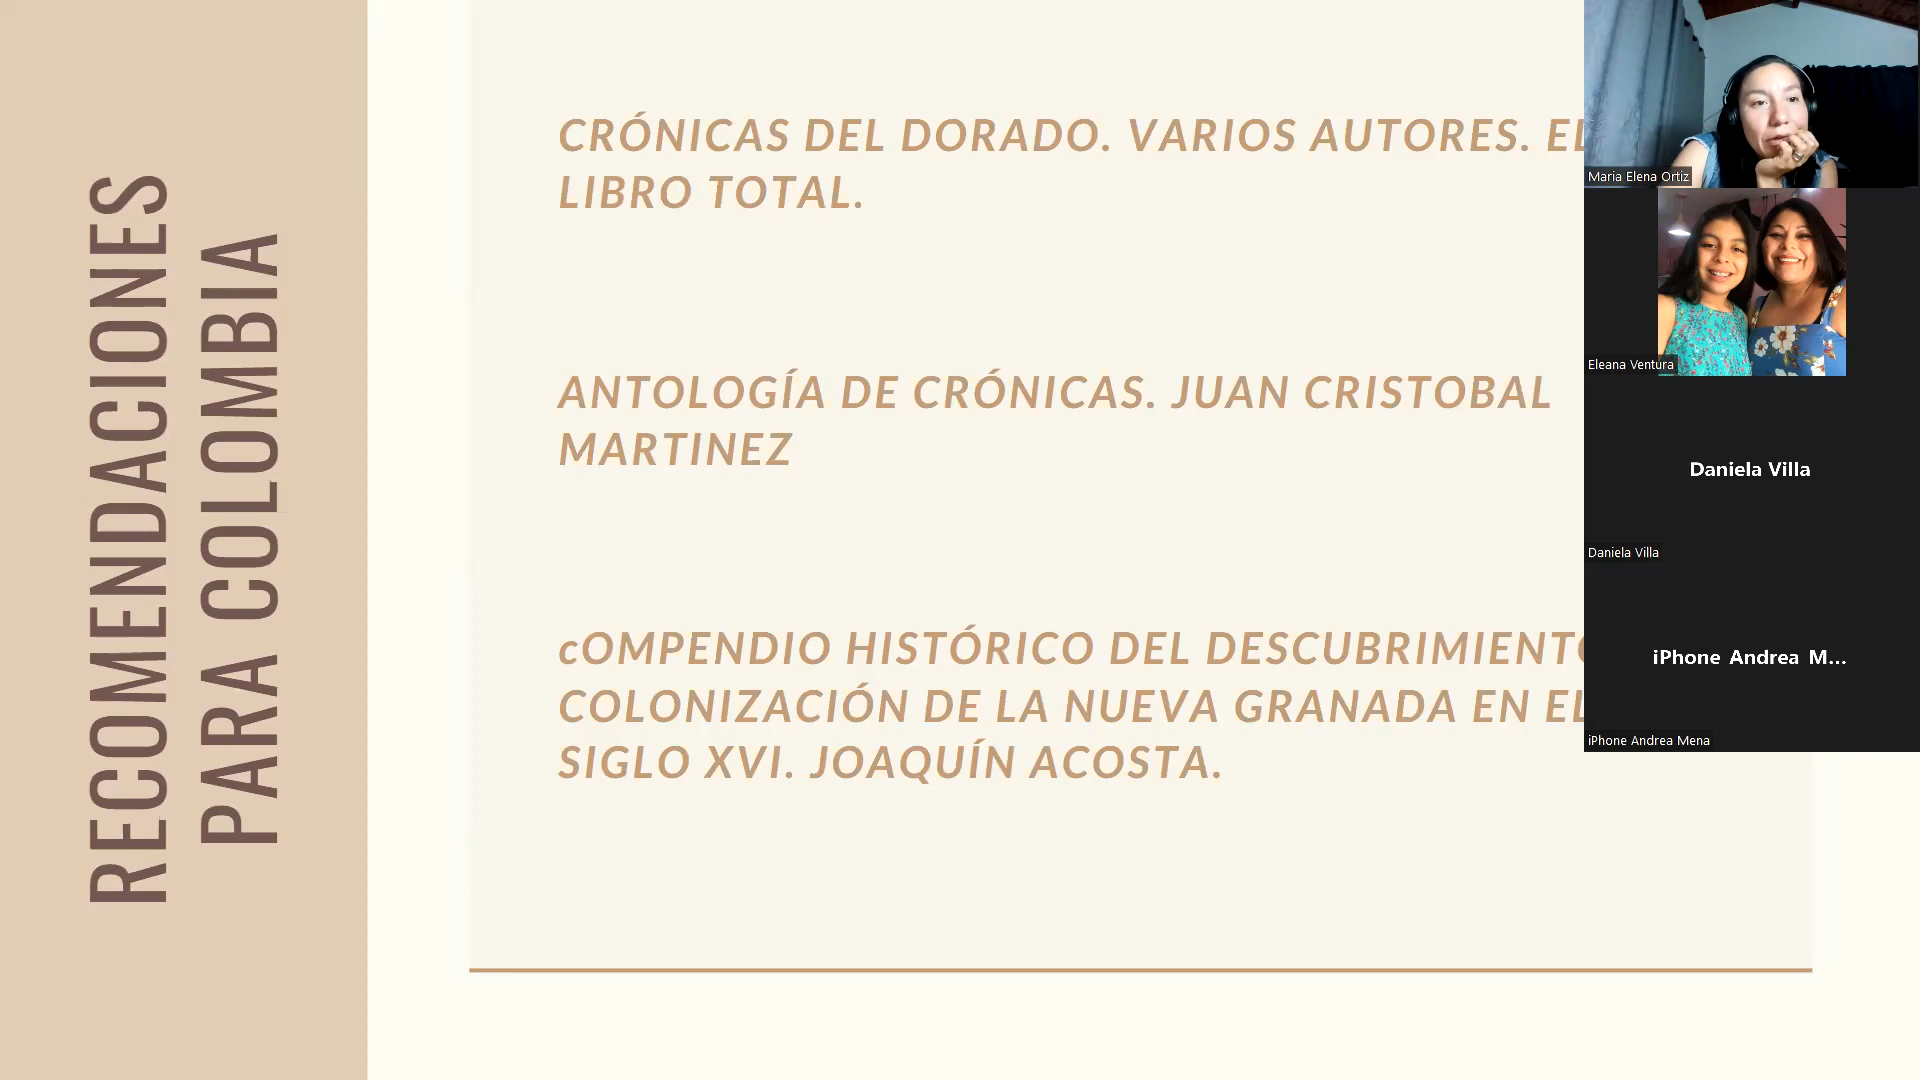 RECOMENDACIONES
PARA COLOMBIA
CRÓNICAS DEL DORADO. VARIOS AUTORES. EL
LIBRO TOTAL.
ANTOLOGÍA DE CRÓNICAS. JUAN CRISTOBAL
MARTINEZ
cOMPENDIO HISTÓRICO DEL DESCUBRIMIENTO
COLONIZACIÓN DE LA NUEVA GRANADA EN EL
SIGLO XVI. JOAQUÍN ACOSTA.
Maria Elena Ortiz
Eleana Ventura
Daniela Villa
Daniela Villa
iPhone Andrea M...
iPhone Andrea Mena